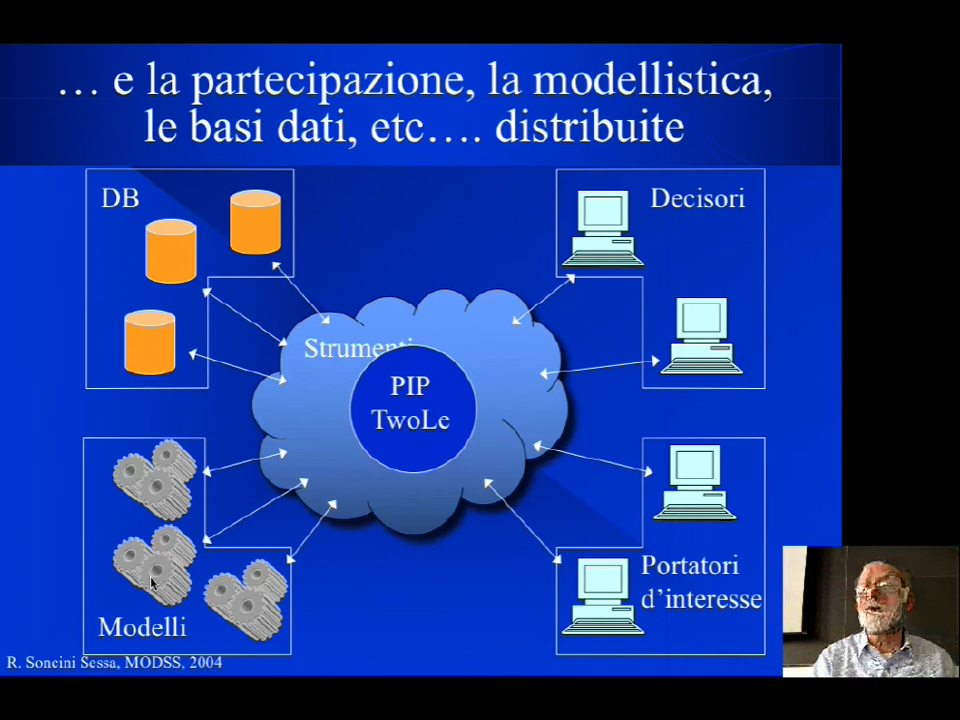 … e la partecipazione, la modellistica,
le basi dati, etc…. distribuite
DB
Decisori
Strumenti
PIP
TwoLe
Portatori
d'interesse
Modelli
R. Soncini Sessa, MODSS, 2004